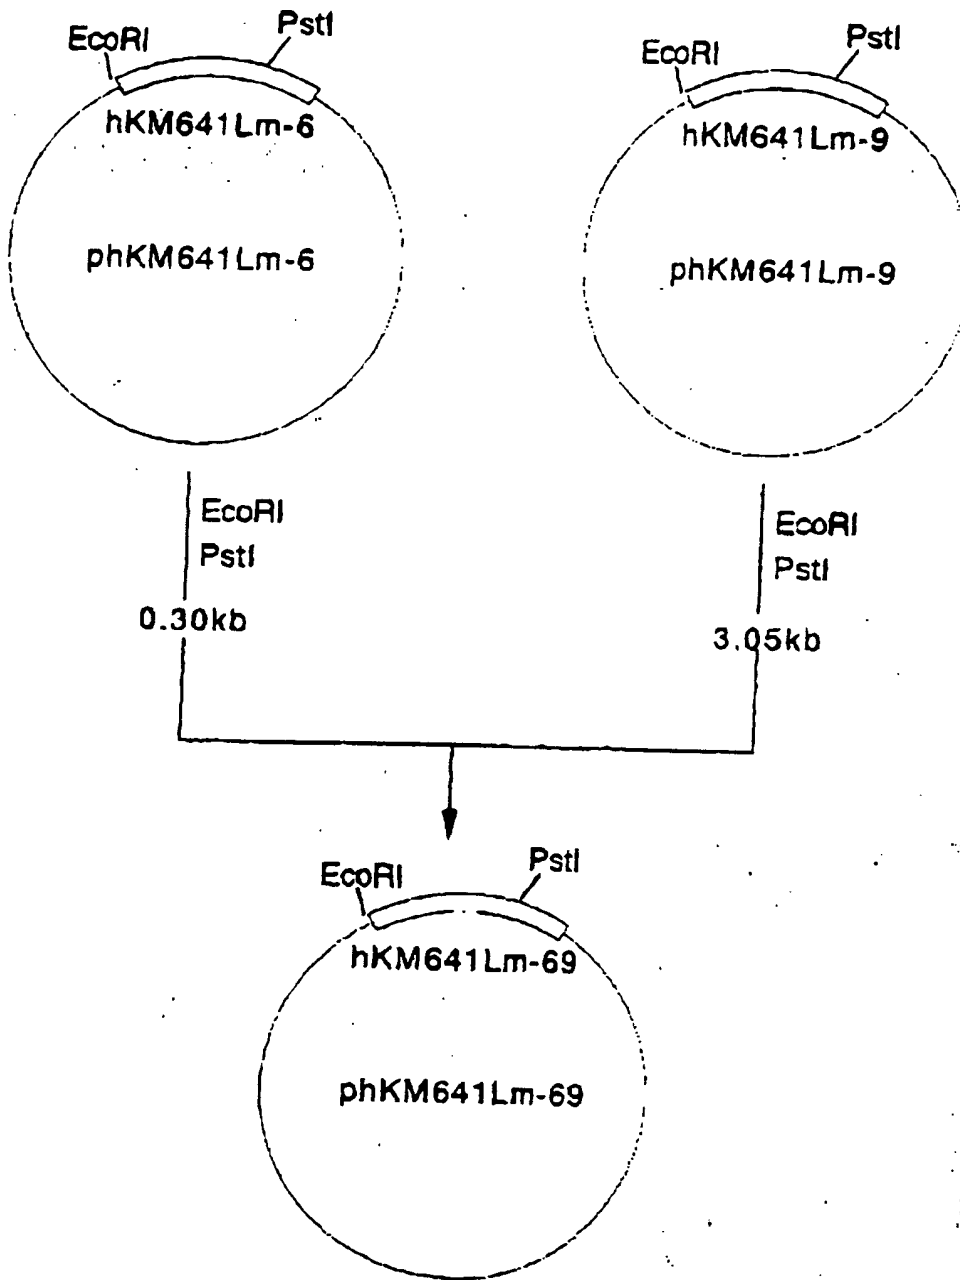 EcoRI
PstI
hKM641Lm-6
phKM641Lm-6
EcoRI
PstI
hKM641Lm-9
phKM641Lm-9
EcoRI
PstI
0.30kb
EcoRI
PstI
3.05kb
EcoRI
PstI
hKM641Lm-69
phKM641Lm-69